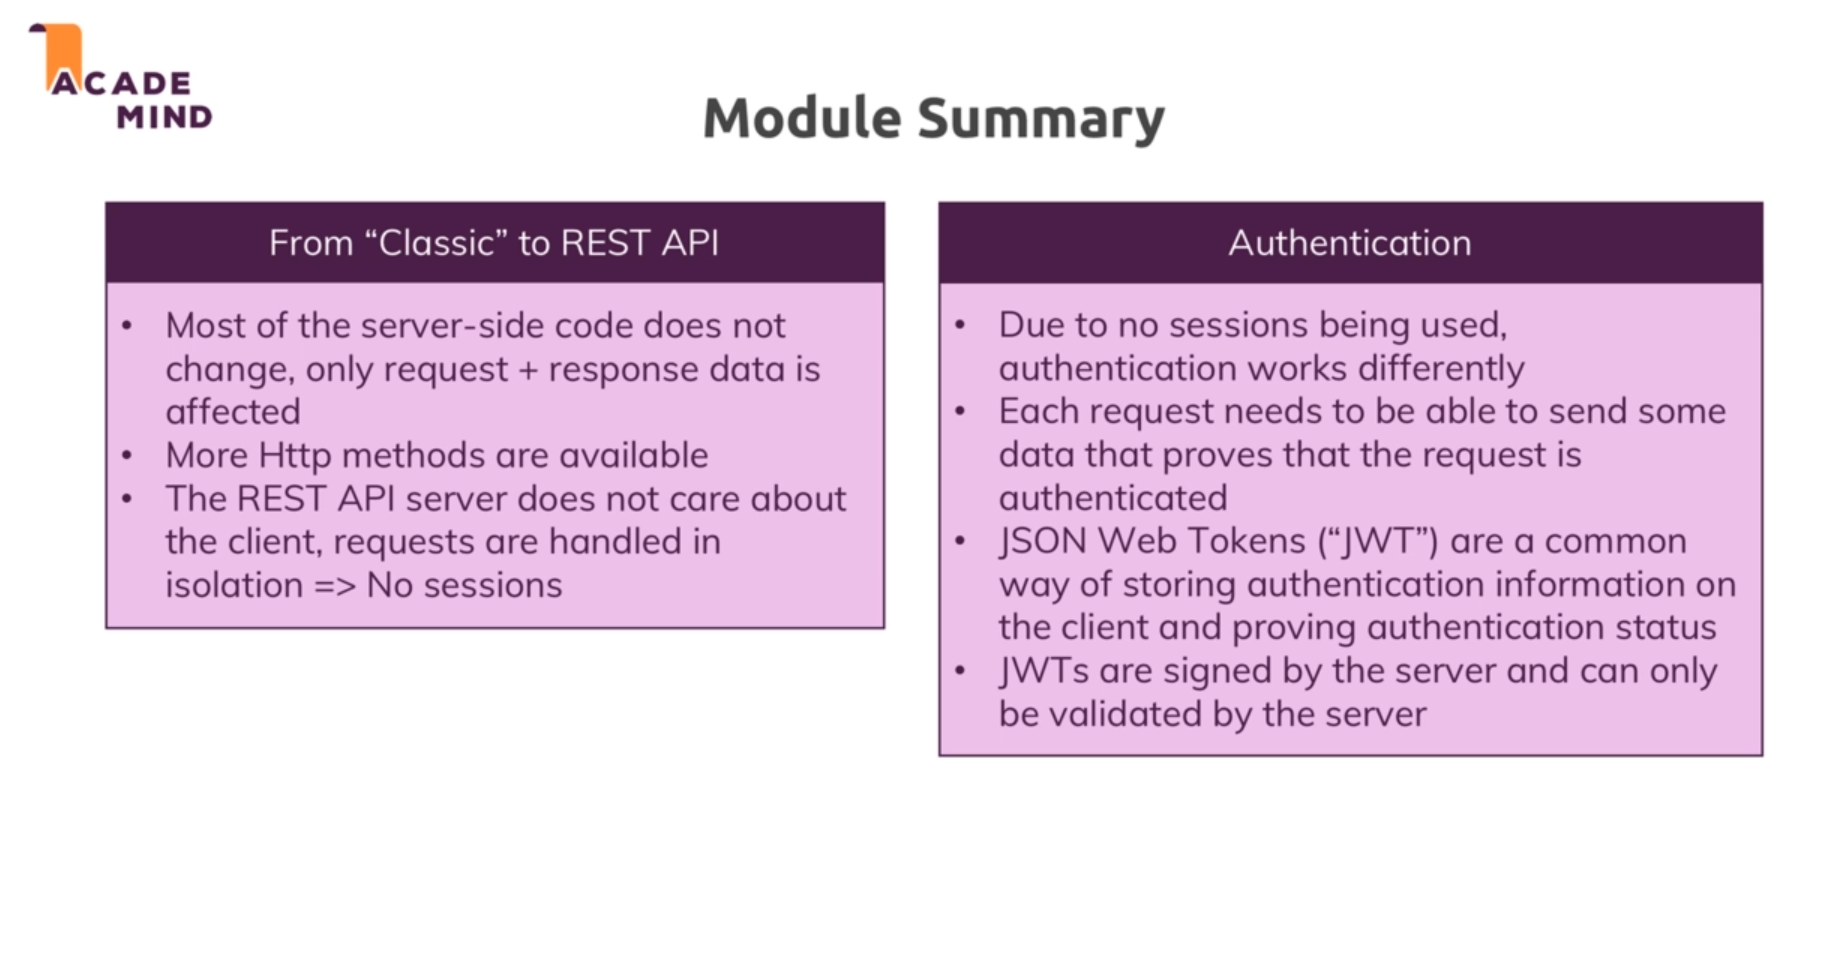 ACADE
MIND
Module Summary
From “Classic” to REST API
• Most of the server-side code does not
change, only request + response data is
affected
• More Http methods are available
• The REST API server does not care about
the client, requests are handled in
isolation => No sessions
Authentication
• Due to no sessions being used,
authentication works differently
• Each request needs to be able to send some
data that proves that the request is
authenticated
• JSON Web Tokens (“JWT”) are a common
way of storing authentication information on
the client and proving authentication status
• JWTs are signed by the server and can only
be validated by the server